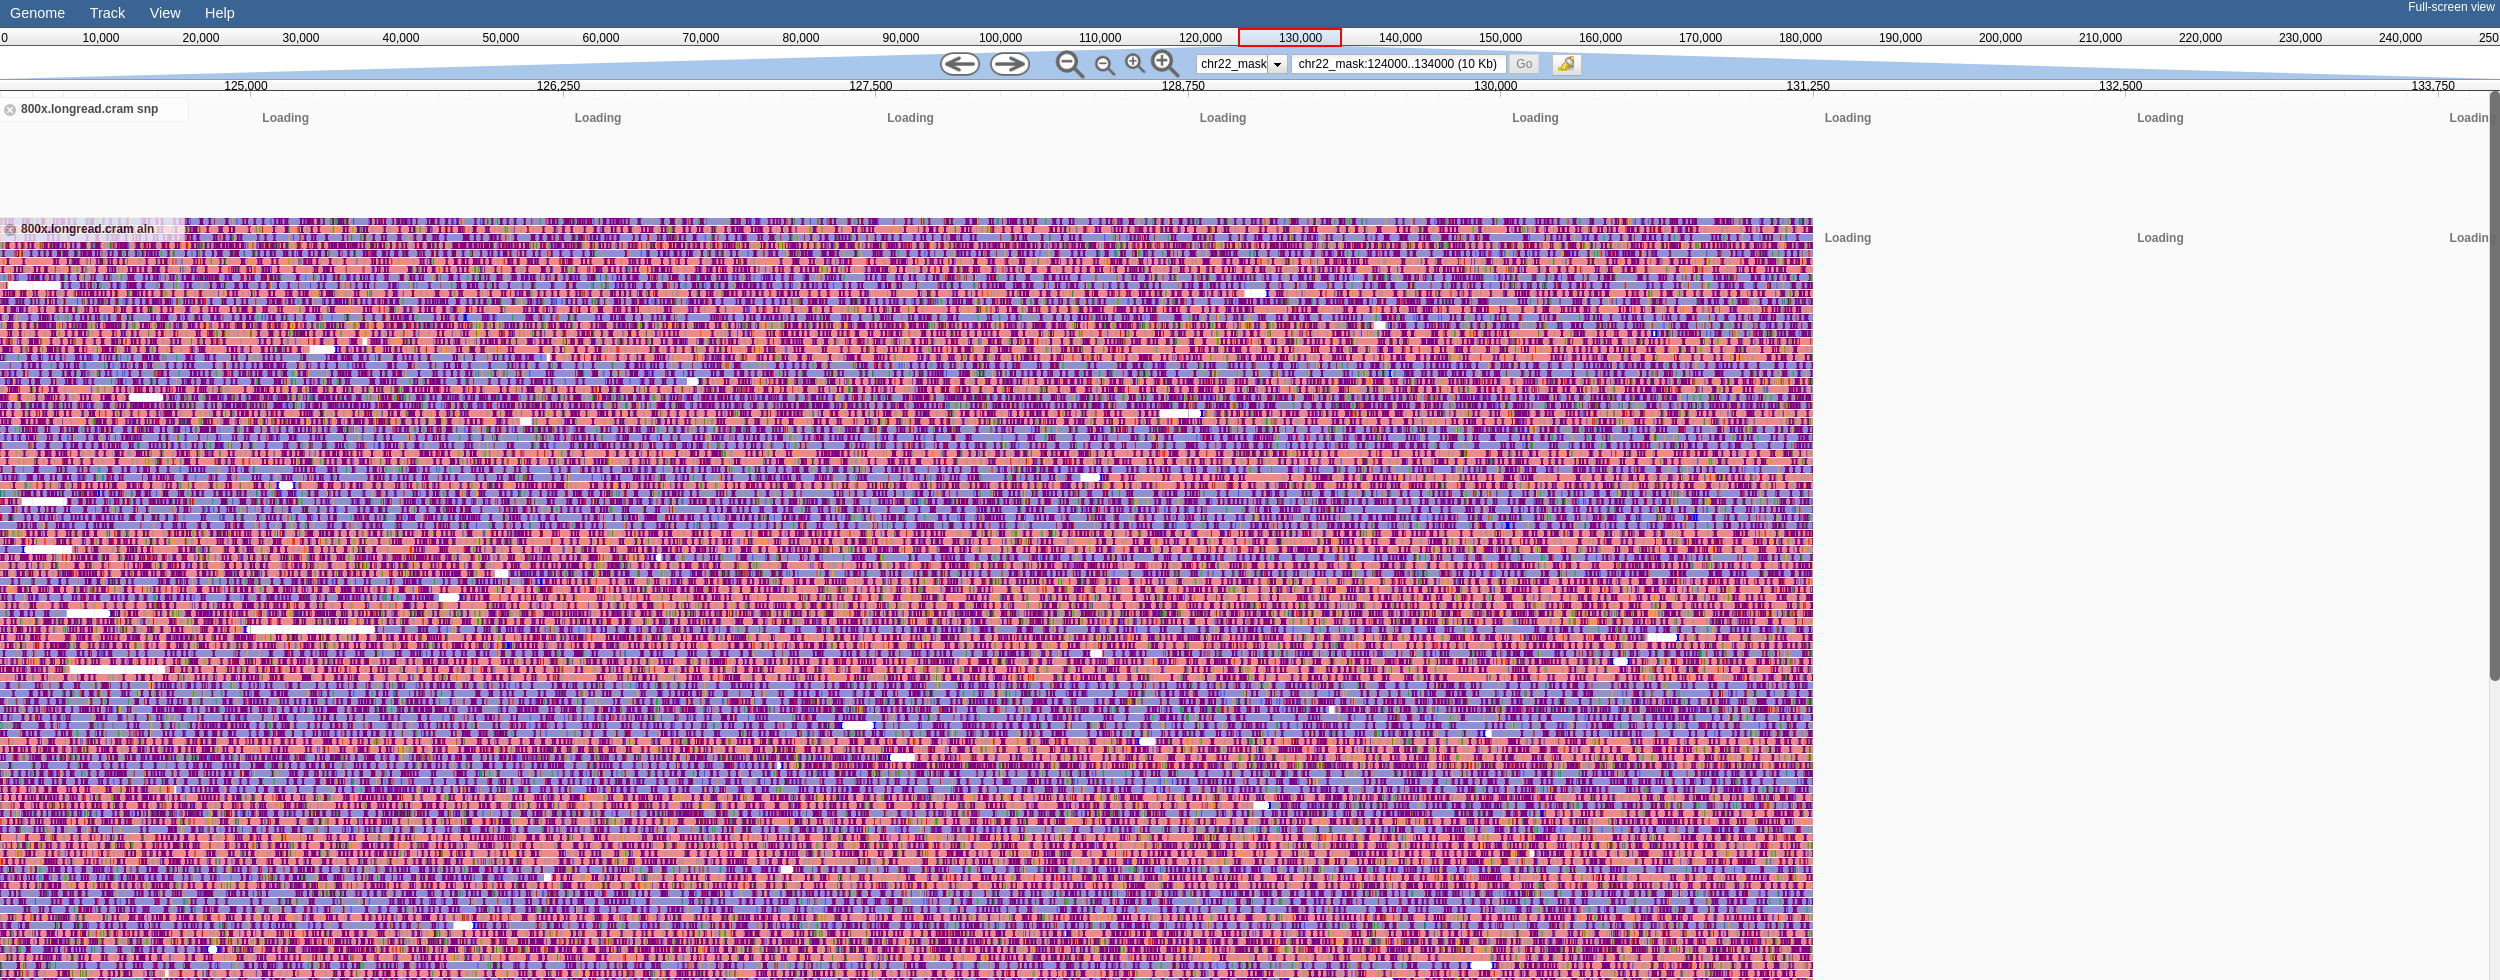 Genome Track View Help Full-screen view
0 10,000 20,000 30,000 40,000 50,000 60,000 70,000 80,000 90,000 100,000 110,000 120,000 130,000 140,000 150,000 160,000 170,000 180,000 190,000 200,000 210,000 220,000 230,000 240,000 250
chr22_mask chr22_mask:124000..134000 (10 Kb) Go
125,000 126,250 127,500 128,750 130,000 131,250 132,500 133,750
800x.longread.cram snp
Loading Loading Loading Loading Loading Loading Loading Loading
800x.longread.cram aln
Loading Loading Loading